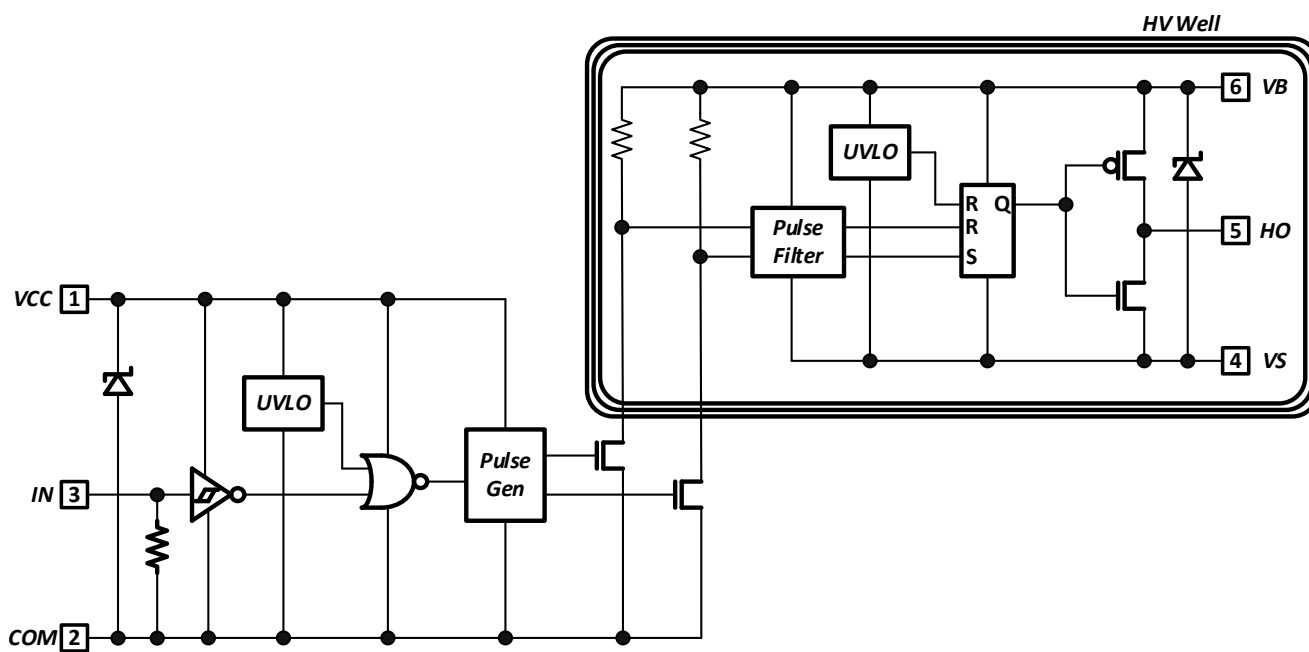 HV Well
6 VB
UVLO
R Q
R
S
Pulse
Filter
5 HO
VCC 1
4 VS
UVLO
Pulse
Gen
IN 3
COM 2